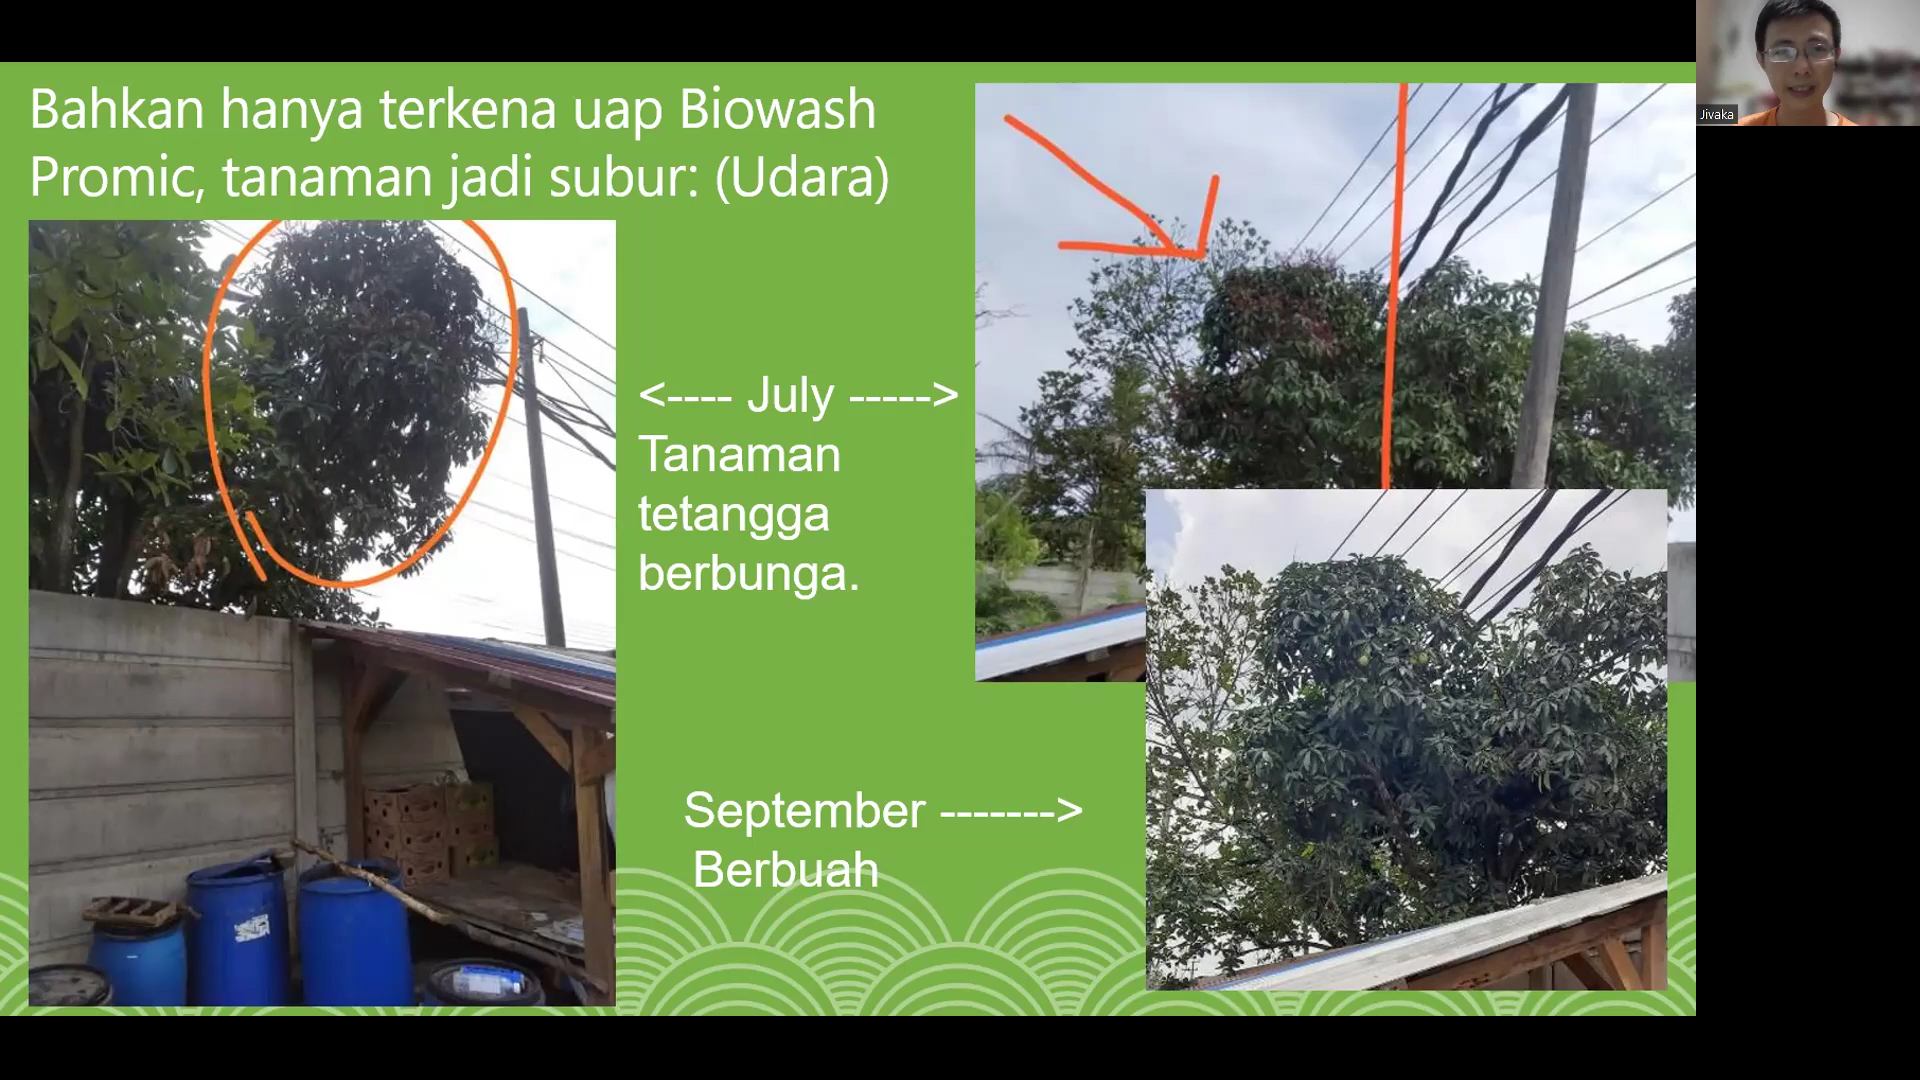 Bahkan hanya terkena uap Biowash
Promic, tanaman jadi subur: (Udara)
<---- July ----->
Tanaman
tetangga
berbunga.
September ------->
Berbuah
Jivaka